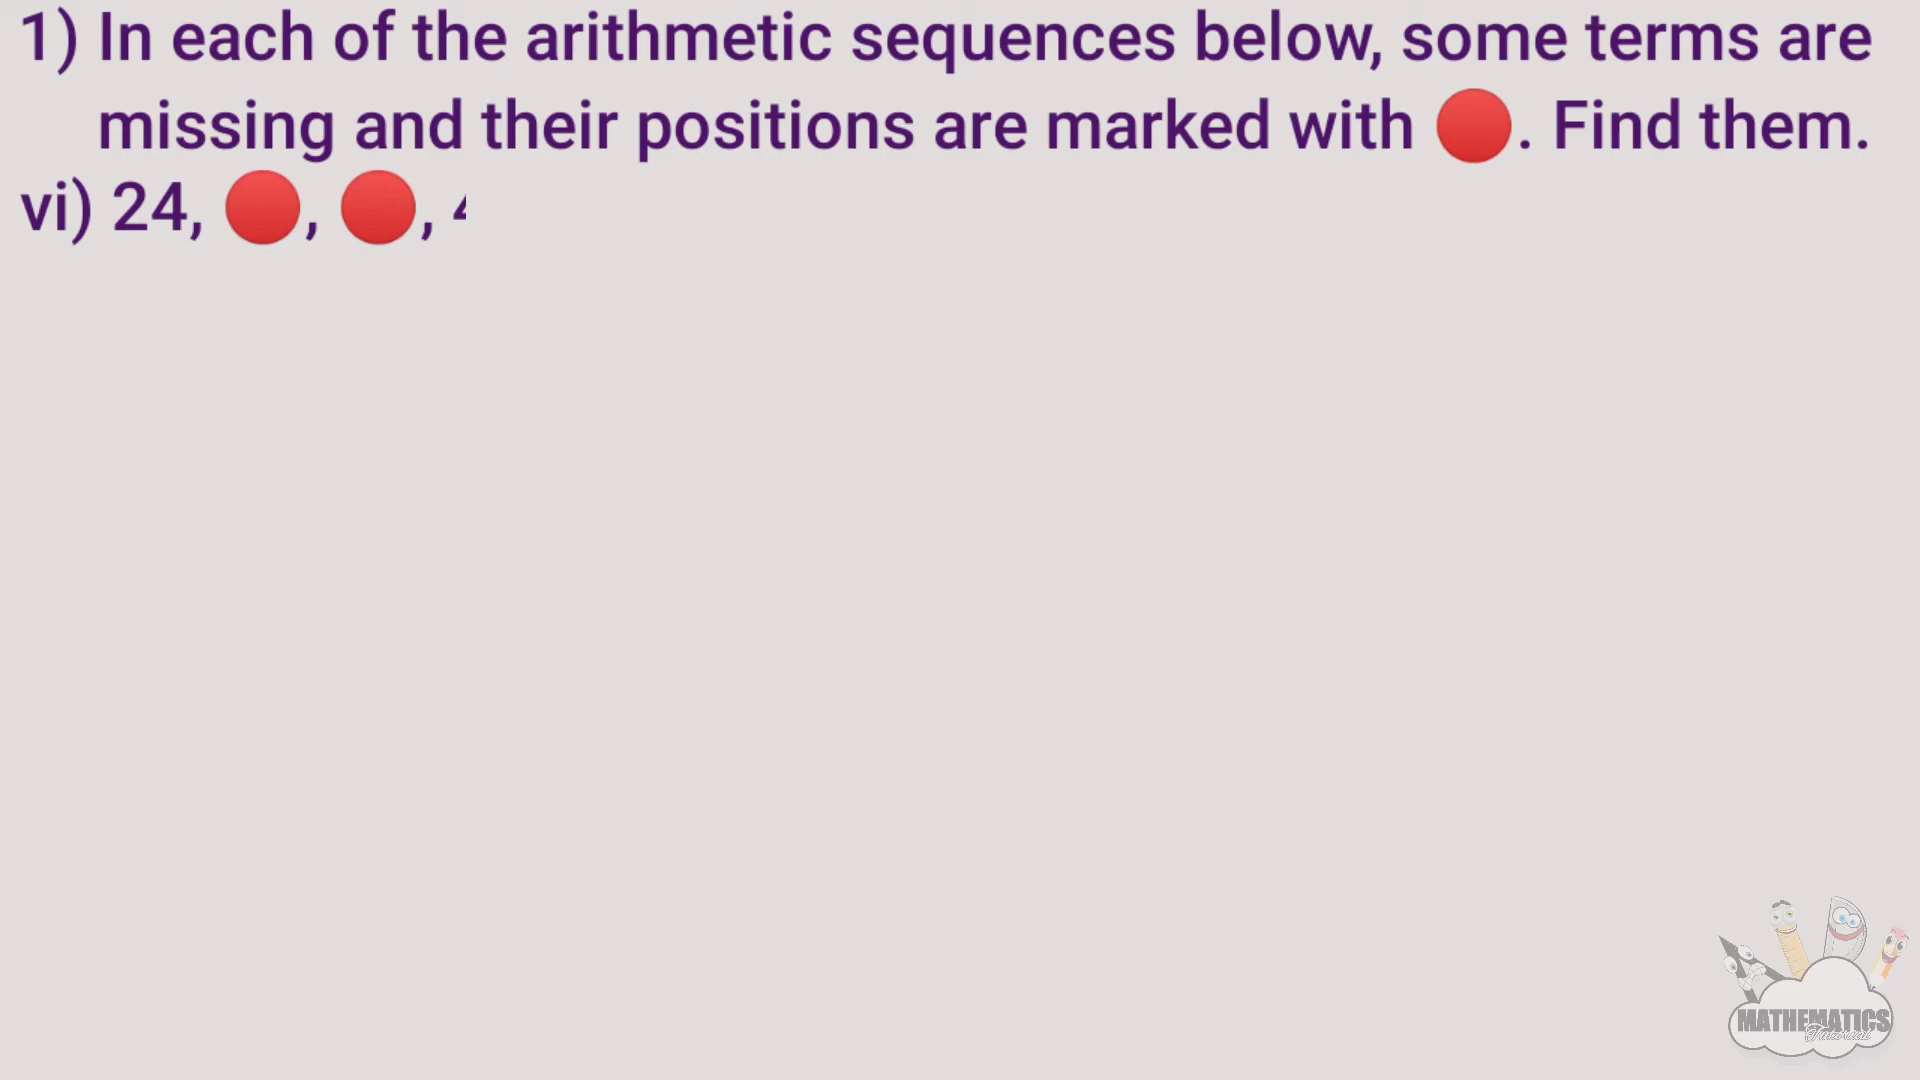 1) In each of the arithmetic sequences below, some terms are
missing and their positions are marked with 🔴. Find them.
vi) 24, 🔴, 🔴,
MATHEMATICS
Tutorial